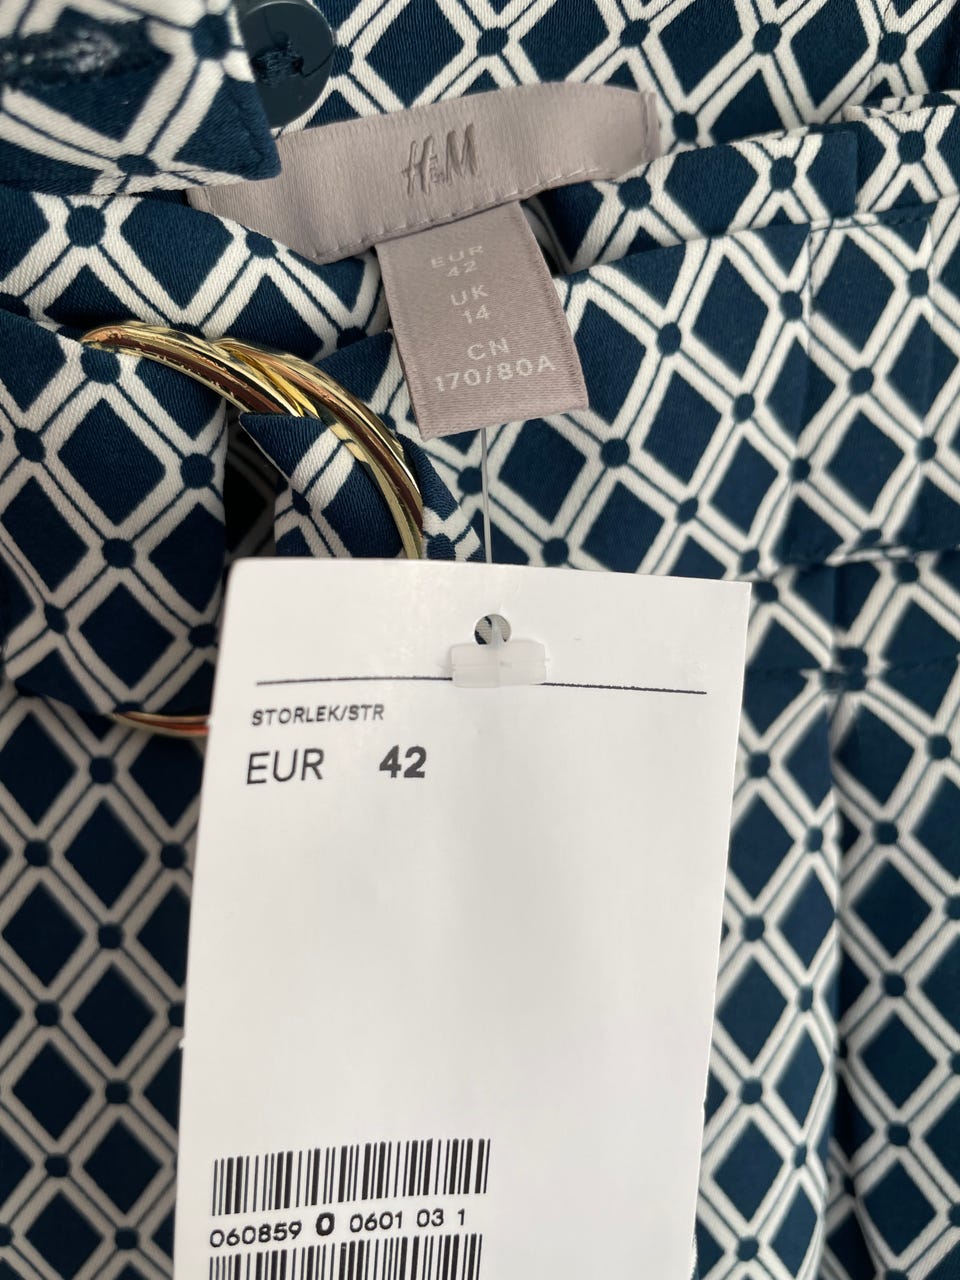 H&M
EUR
42
UK
14
CN
170/80A
STORLEK/STR
EUR 42
060859 0 0601 03 1